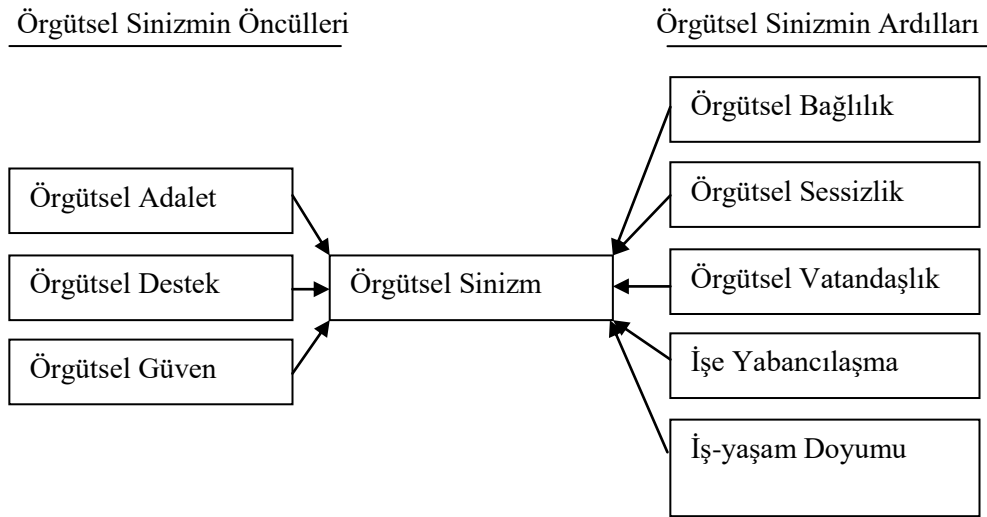 Örgütsel Sinizmin Öncülleri
Örgütsel Sinizmin Ardılları
Örgütsel Adalet
Örgütsel Destek
Örgütsel Güven
Örgütsel Sinizm
Örgütsel Bağlılık
Örgütsel Sessizlik
Örgütsel Vatandaşlık
İşe Yabancılaşma
İş-yaşam Doyumu